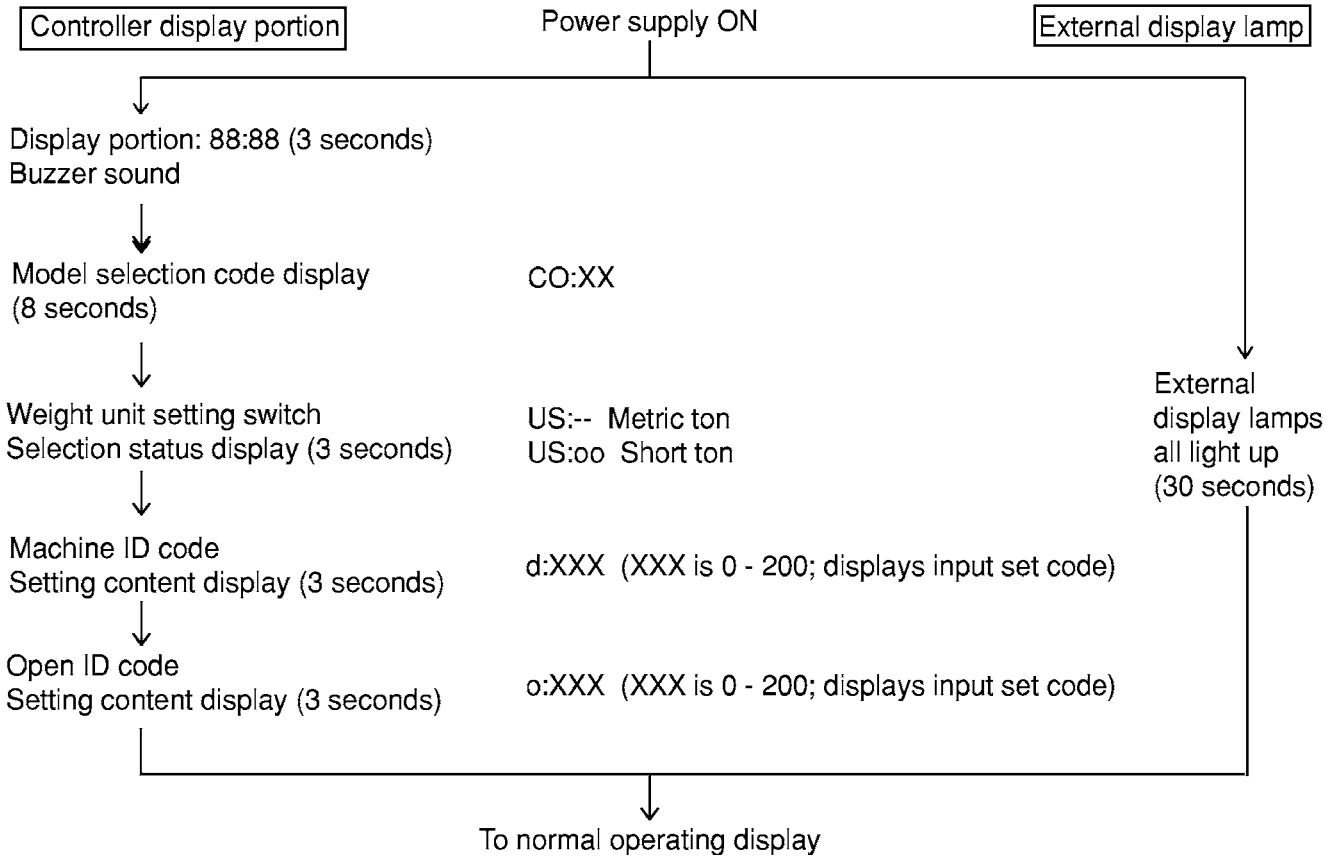 Controller display portion
Power supply ON
External display lamp
Display portion: 88:88 (3 seconds)
Buzzer sound
Model selection code display
(8 seconds)
CO:XX
Weight unit setting switch
Selection status display (3 seconds)
US:-- Metric ton
US:oo Short ton
External
display lamps
all light up
(30 seconds)
Machine ID code
Setting content display (3 seconds)
d:XXX (XXX is 0 - 200; displays input set code)
Open ID code
Setting content display (3 seconds)
o:XXX (XXX is 0 - 200; displays input set code)
To normal operating display